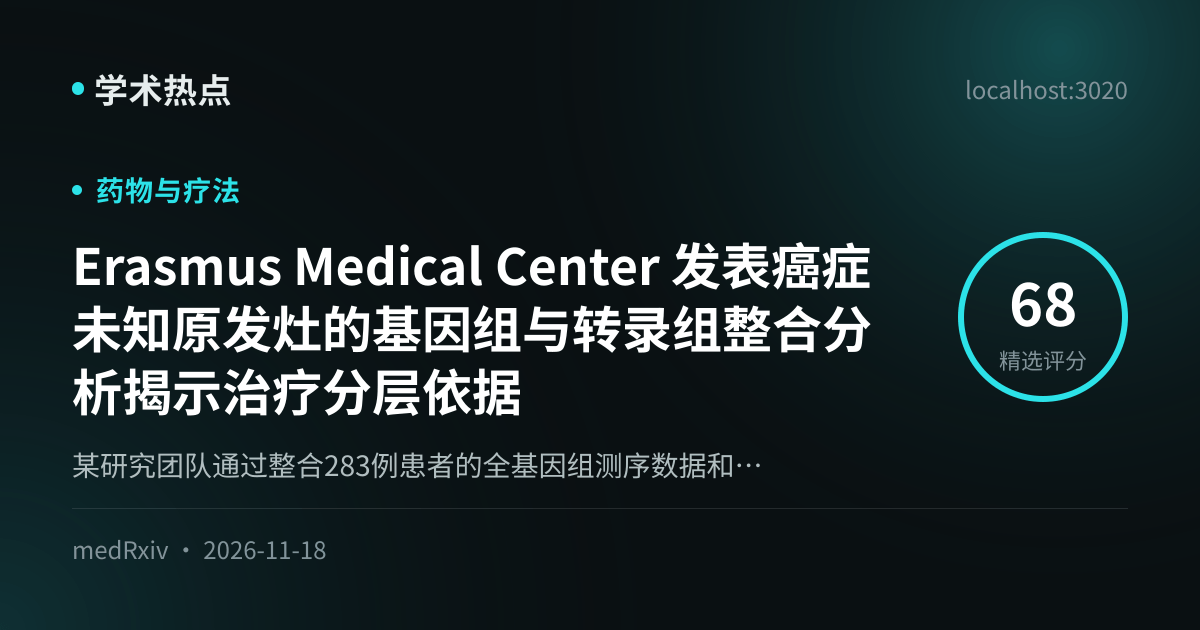 学术热点
localhost:3020
药物与疗法
Erasmus Medical Center 发表癌症
未知原发灶的基因组与转录组整合分
析揭示治疗分层依据
68
精选评分
某研究团队通过整合283例患者的全基因组测序数据和…
medRxiv · 2026-11-18